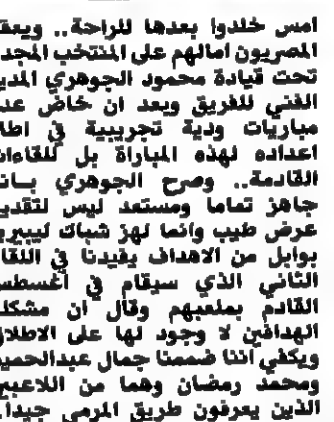 امس خلدوا بعدها للراحة.. ويعقد
المصريون امالهم على المنتخب المجد
تحت قيادة محمود الجوهري المدير
الفني للفريق وبعد ان خاض عد
مباريات ودية تجريبية في اطا
اعداده لهذه المباراة بل للقاءات
القادمة.. وصرح الجوهري بانه
جاهز تماما ومستعد ليس لتقديم
عرض طيب وانما لهز شباك ليبيريا
بوابل من الاهداف يفيدنا في اللقا
الثاني الذي سيقام في اغسطس
القادم بملعبهم وقال ان مشكلة
الهدافين لا وجود لها على الاطلاق
ويكفي اننا ضممنا جمال عبدالحميد
ومحمد رمضان وهما من اللاعبين
الذين يعرفون طريق المرمى جيدا.